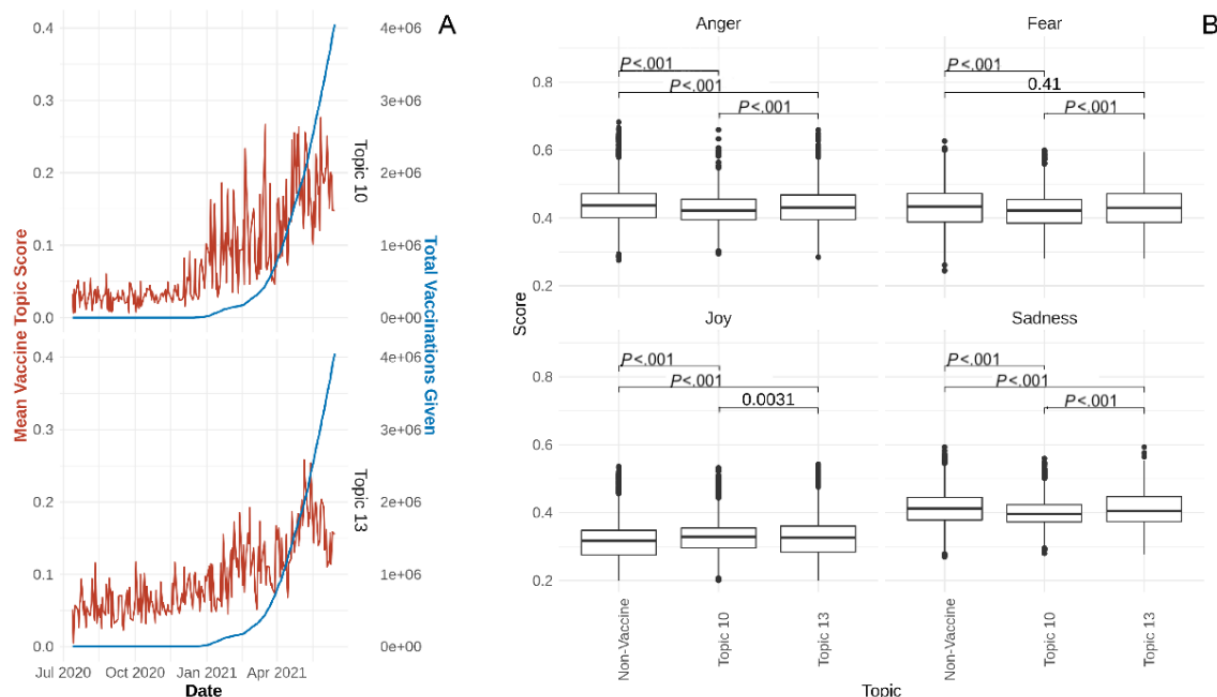 A
Mean Vaccine Topic Score
0.4
0.3
0.2
0.1
0.0
4e+06
3e+06
2e+06
1e+06
0e+00
Topic 10
0.4
0.3
0.2
0.1
0.0
4e+06
3e+06
2e+06
1e+06
0e+00
Topic 13
Total Vaccinations Given
Jul 2020 Oct 2020 Jan 2021 Apr 2021
Date
B
Score
Anger
0.8
0.6
0.4
0.2
P<.001
P<.001
P<.001
Fear
P<.001
0.41
P<.001
Joy
0.8
0.6
0.4
0.2
P<.001
P<.001
0.0031
Sadness
P<.001
P<.001
P<.001
Non-Vaccine
Topic 10
Topic 13
Non-Vaccine
Topic 10
Topic 13
Topic